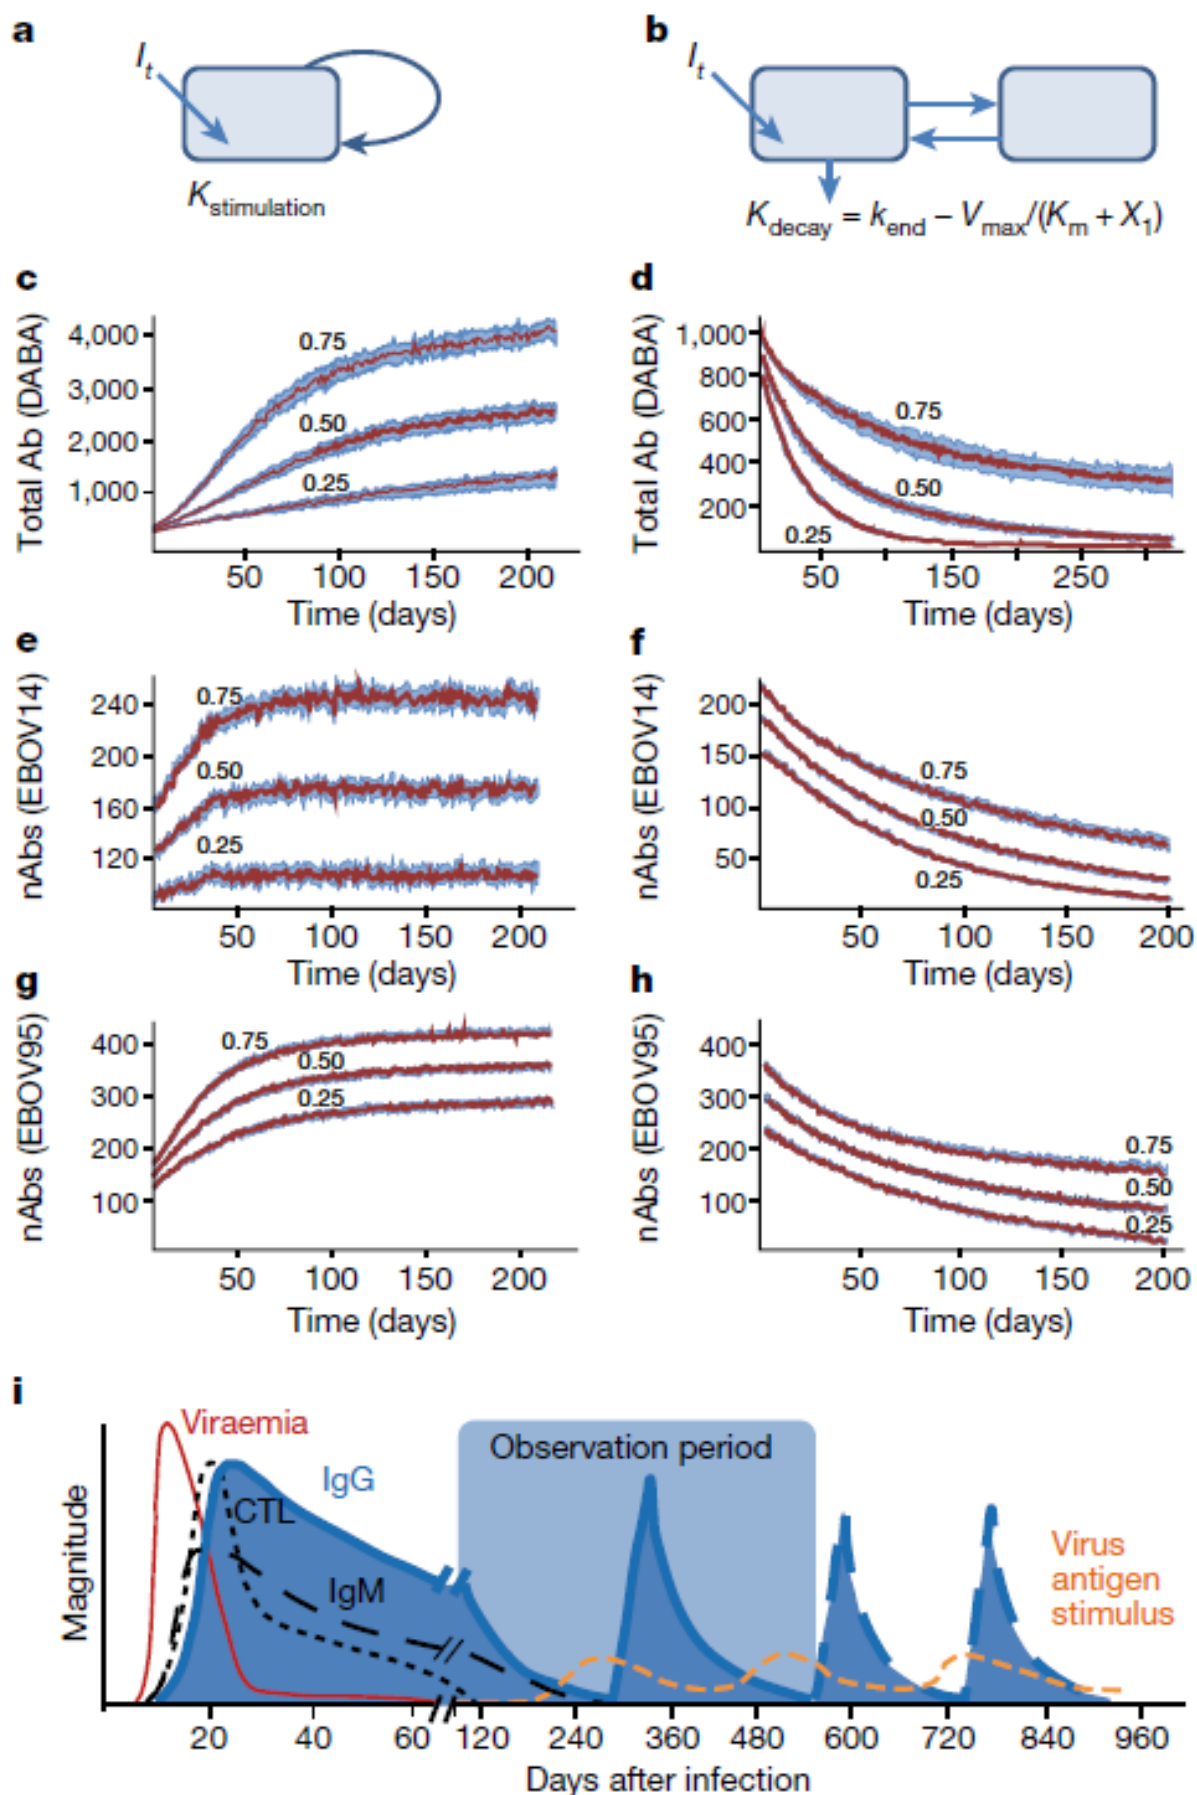 a
I_t
K_stimulation
b
I_t
K_decay = k_end – V_max/(K_m + X_1)
c
Total Ab (DABA)
4,000
3,000
2,000
1,000
0.75
0.50
0.25
50 100 150 200
Time (days)
d
Total Ab (DABA)
1,000
800
600
400
200
0.75
0.50
0.25
50 150 250
Time (days)
e
nAbs (EBOV14)
240
200
160
120
0.75
0.50
0.25
50 100 150 200
Time (days)
f
nAbs (EBOV14)
200
150
100
50
0.75
0.50
0.25
50 100 150 200
Time (days)
g
nAbs (EBOV95)
400
300
200
100
0.75
0.50
0.25
50 100 150 200
Time (days)
h
nAbs (EBOV95)
400
300
200
100
0.75
0.50
0.25
50 100 150 200
Time (days)
i
Magnitude
Viraemia
IgG
CTL
IgM
Observation period
Virus
antigen
stimulus
20 40 60 120 240 360 480 600 720 840 960
Days after infection